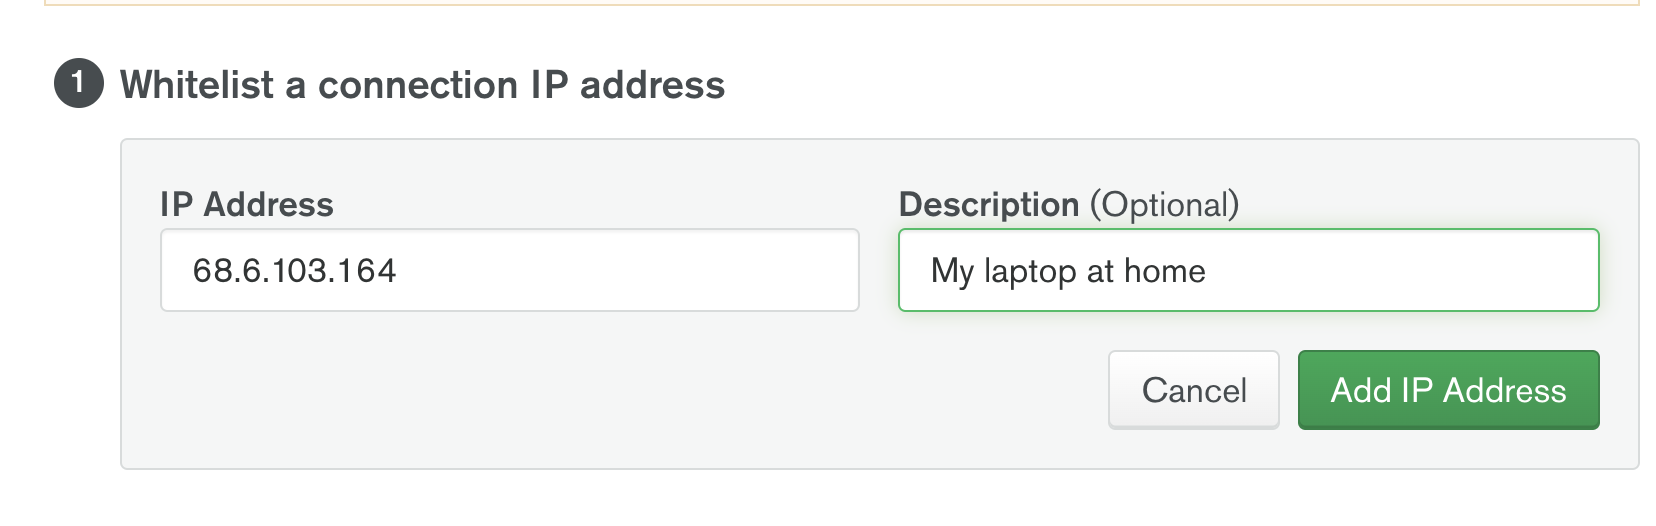 1 Whitelist a connection IP address
IP Address
Description (Optional)
68.6.103.164
My laptop at home
Cancel
Add IP Address